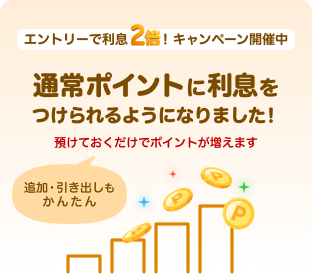 エントリーで利息2倍！キャンペーン開催中
通常ポイントに利息を
つけられるようになりました！
預けておくだけでポイントが増えます
追加・引き出しも
かんたん
P
P
P
P